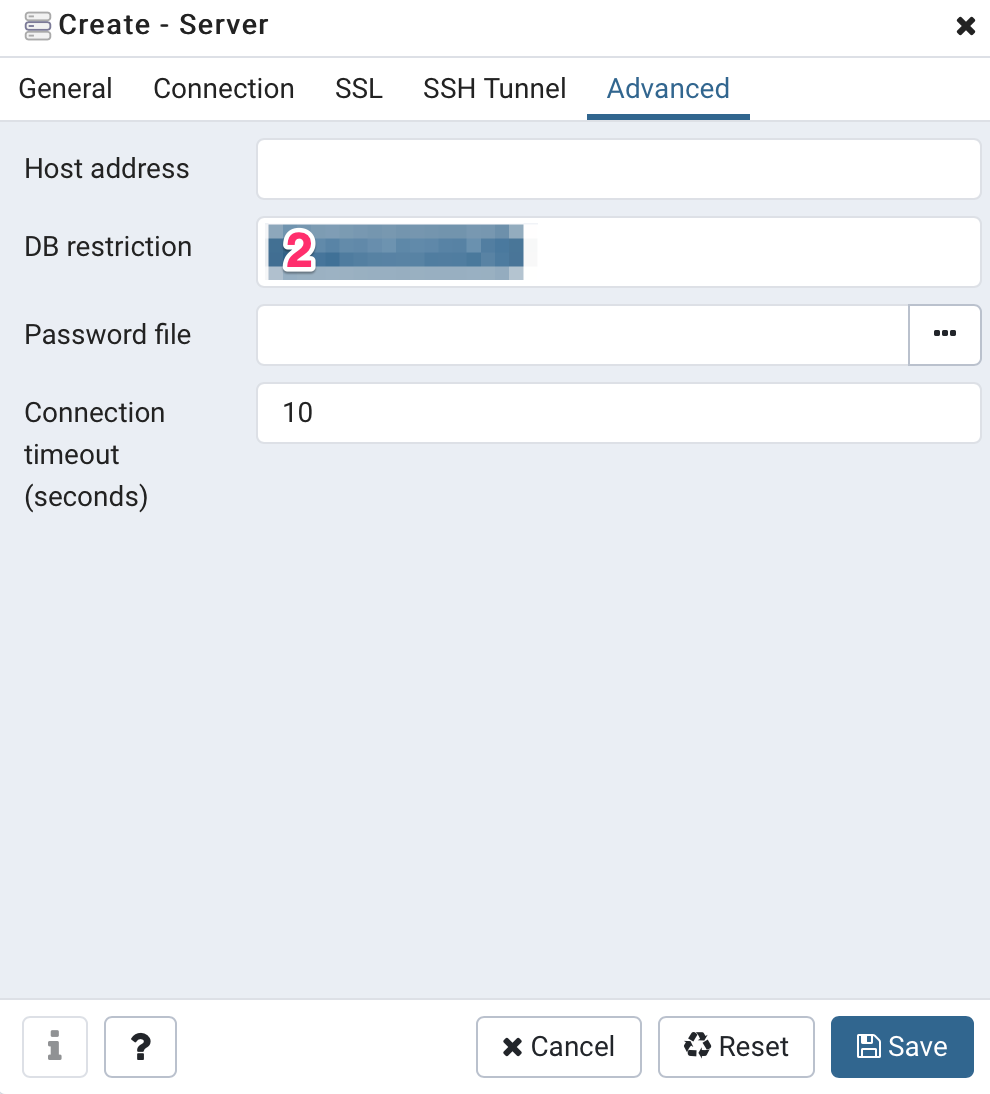 Create - Server
General Connection SSL SSH Tunnel Advanced
Host address
DB restriction 2
Password file
Connection timeout (seconds) 10
Cancel Reset Save